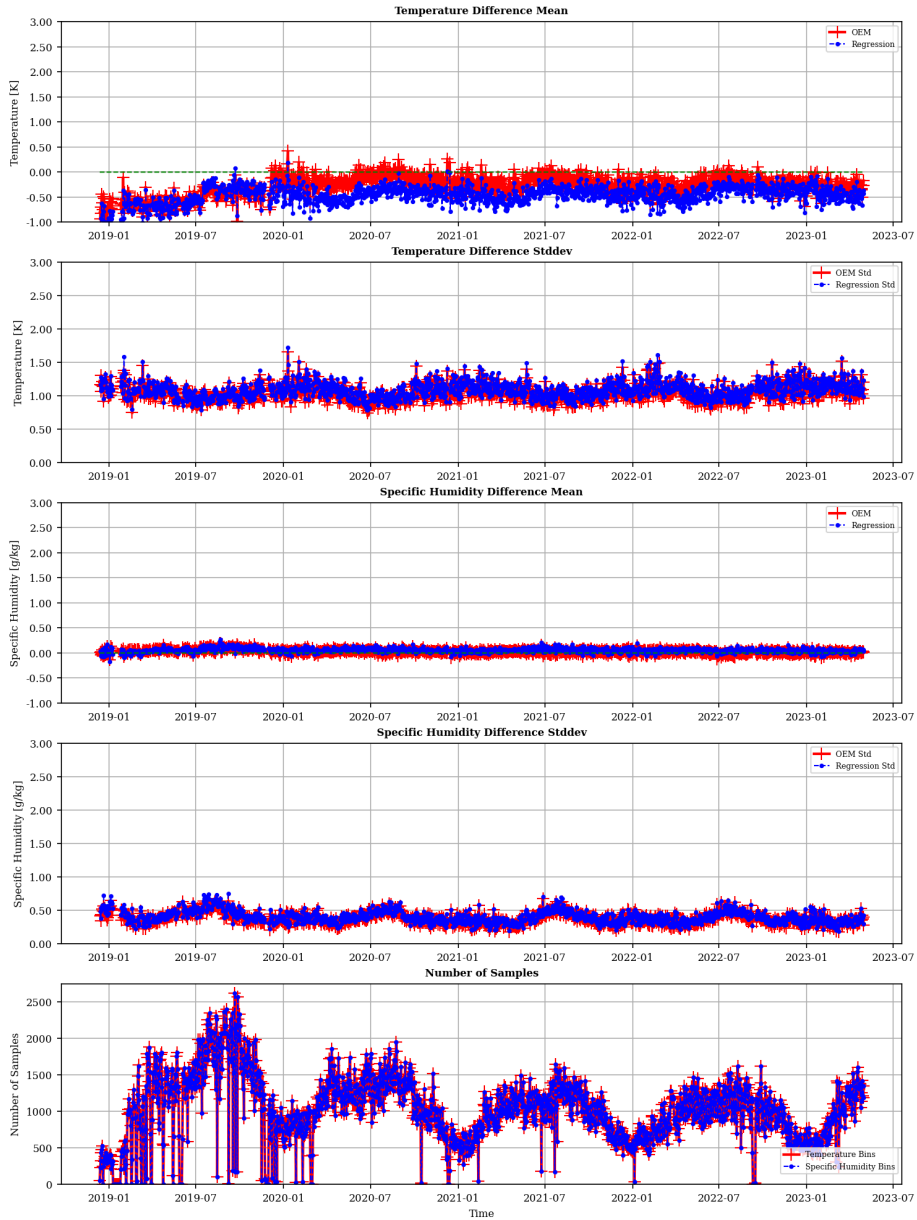 Temperature Difference Mean
3.00
2.50
2.00
1.50
1.00
0.50
0.00
-0.50
-1.00
Temperature [K]
OEM
Regression
2019-01 2019-07 2020-01 2020-07 2021-01 2021-07 2022-01 2022-07 2023-01 2023-07
Temperature Difference Stddev
3.00
2.50
2.00
1.50
1.00
0.50
0.00
Temperature [K]
OEM Std
Regression Std
2019-01 2019-07 2020-01 2020-07 2021-01 2021-07 2022-01 2022-07 2023-01 2023-07
Specific Humidity Difference Mean
3.00
2.50
2.00
1.50
1.00
0.50
0.00
-0.50
-1.00
Specific Humidity [g/kg]
OEM
Regression
2019-01 2019-07 2020-01 2020-07 2021-01 2021-07 2022-01 2022-07 2023-01 2023-07
Specific Humidity Difference Stddev
3.00
2.50
2.00
1.50
1.00
0.50
0.00
Specific Humidity [g/kg]
OEM Std
Regression Std
2019-01 2019-07 2020-01 2020-07 2021-01 2021-07 2022-01 2022-07 2023-01 2023-07
Number of Samples
2500
2000
1500
1000
500
0
Number of Samples
Temperature Bins
Specific Humidity Bins
2019-01 2019-07 2020-01 2020-07 2021-01 2021-07 2022-01 2022-07 2023-01 2023-07
Time